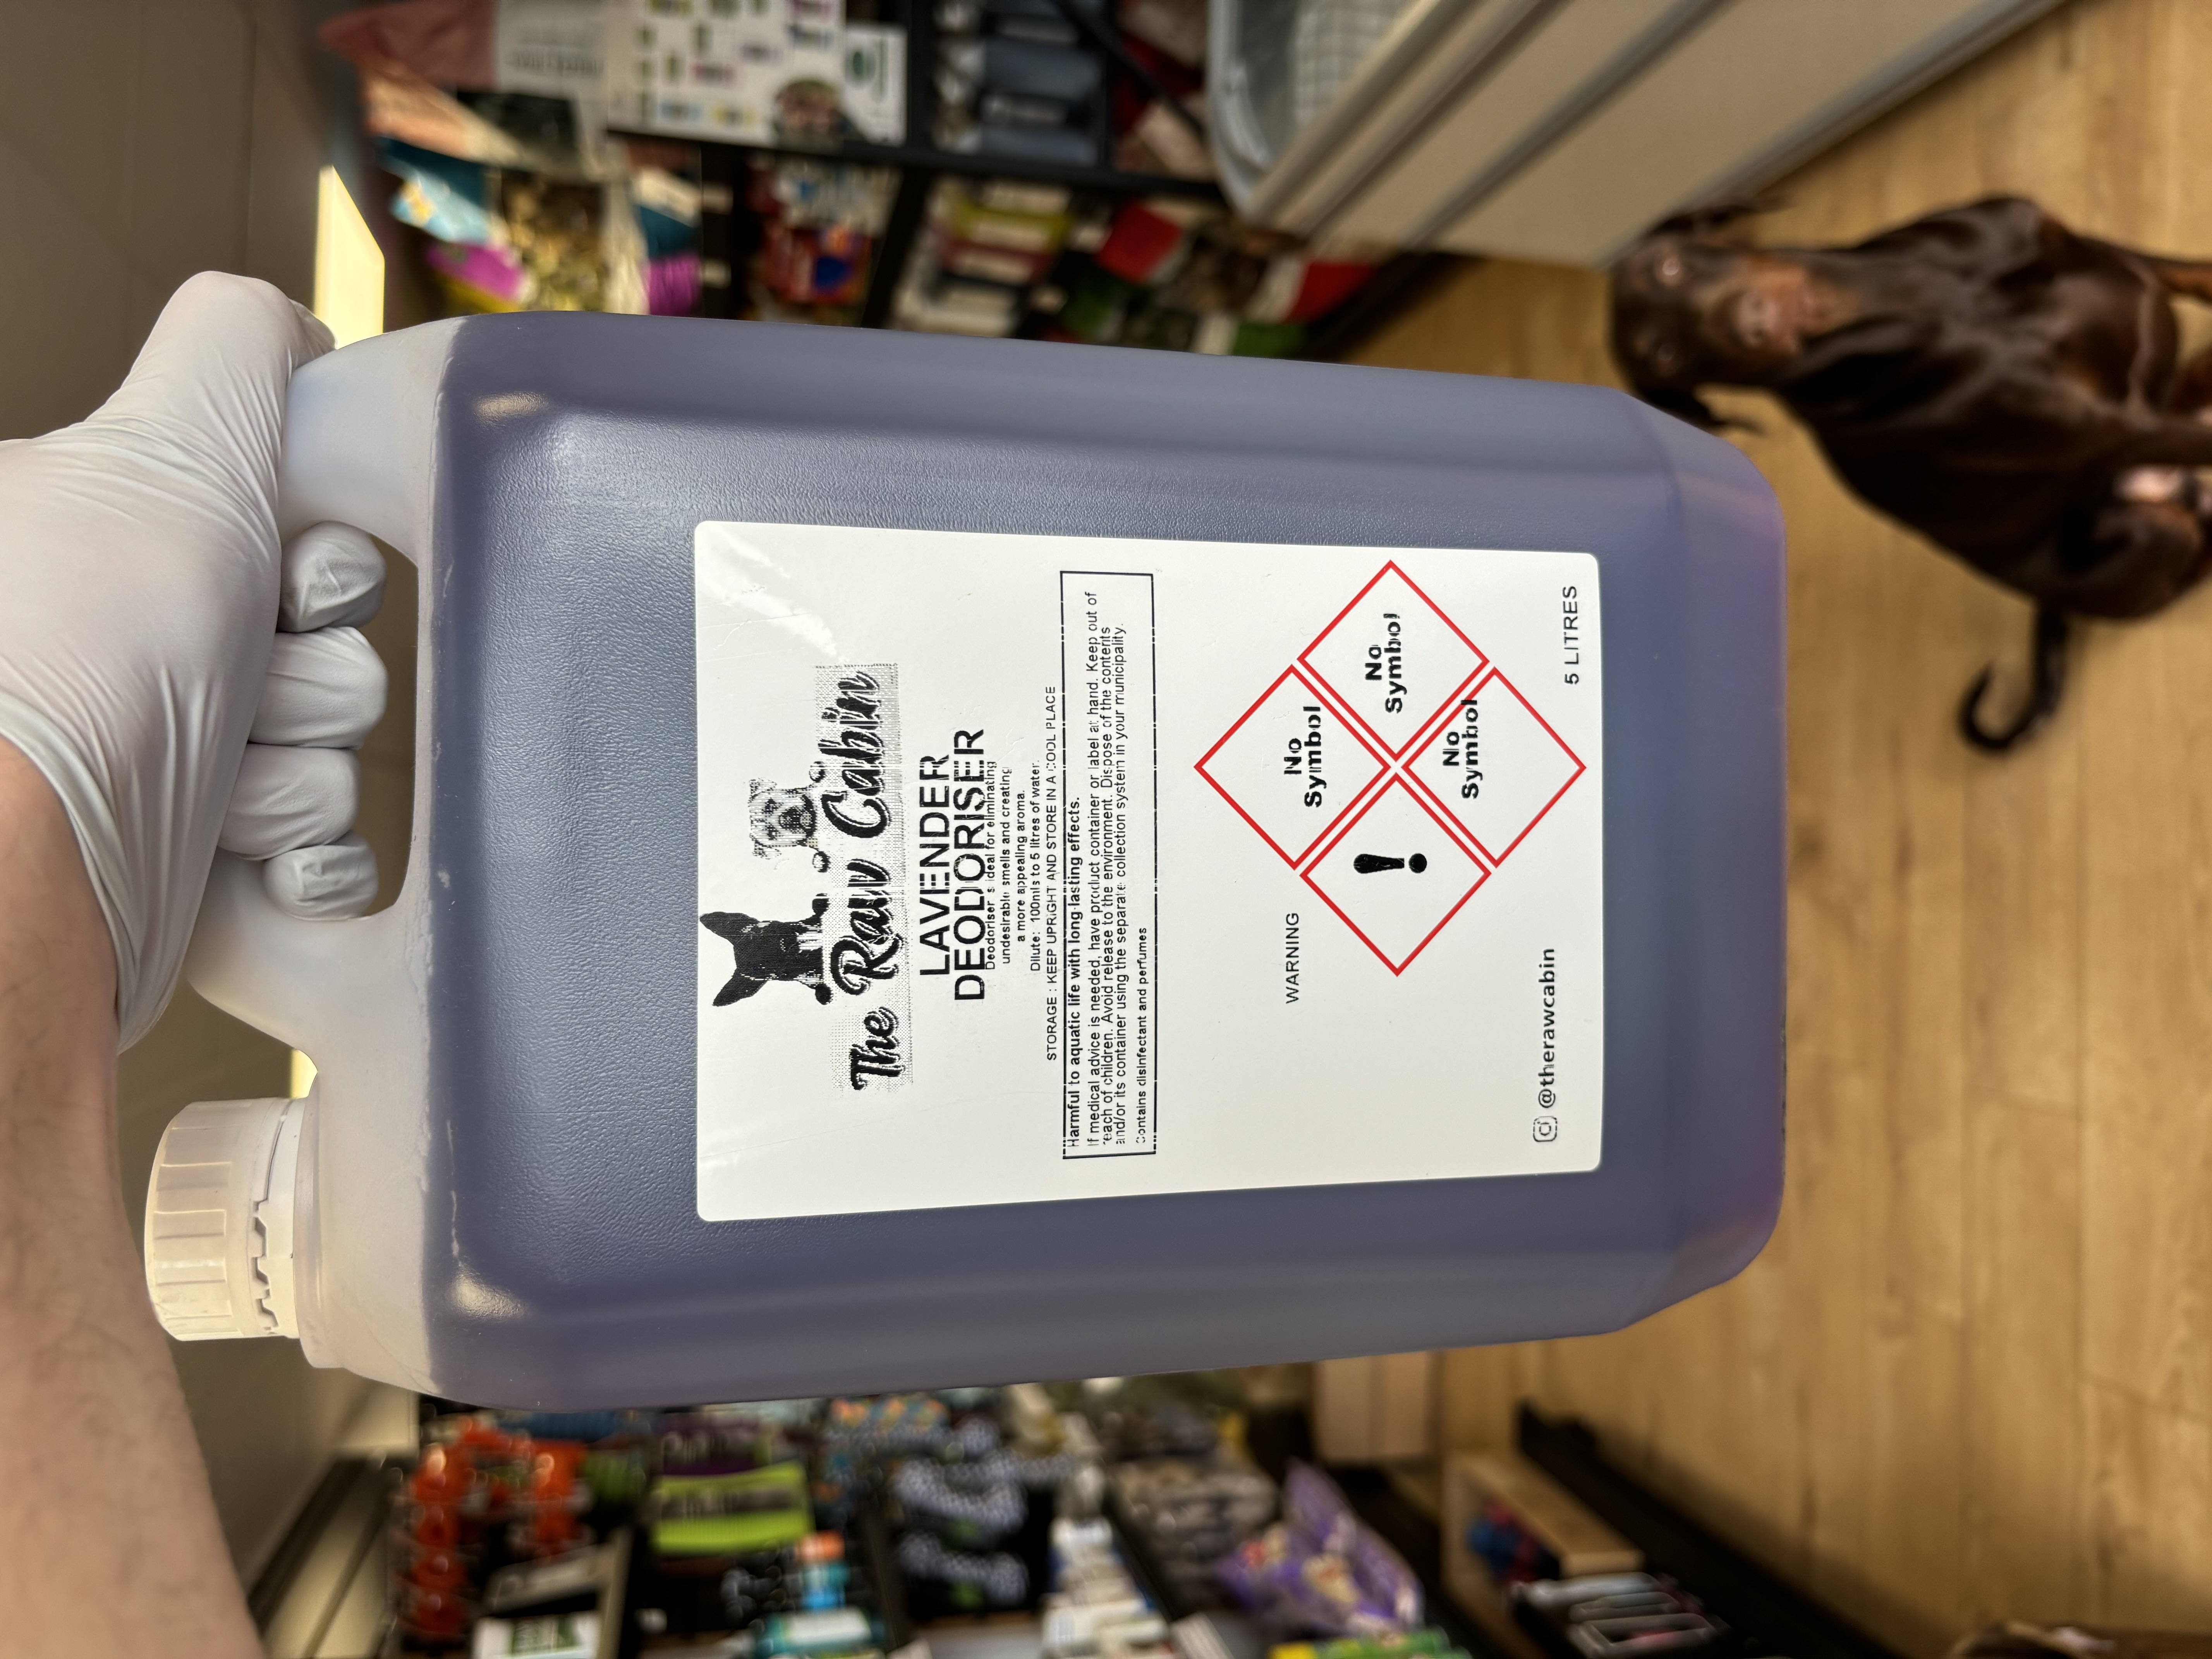 The Raw Cabin
LAVENDER
DEODORISER
Deodoriser s ideal for eliminating
undesirable smells and creating
a more appealing aroma.
Dilute: 100mls to 5 litres of water.
STORAGE : KEEP UPRIGHT AND STORE IN A COOL PLACE
Harmful to aquatic life with long-lasting effects.
If medical advice is needed, have product container or label at hand. Keep out of
reach of children. Avoid release to the environment. Dispose of the contents
and/or its container using the separate collection system in your municipality.
Contains disinfectant and perfumes
WARNING
No
Symbol
!
No
Symbol
No
Symbol
@therawcabin
5 LITRES